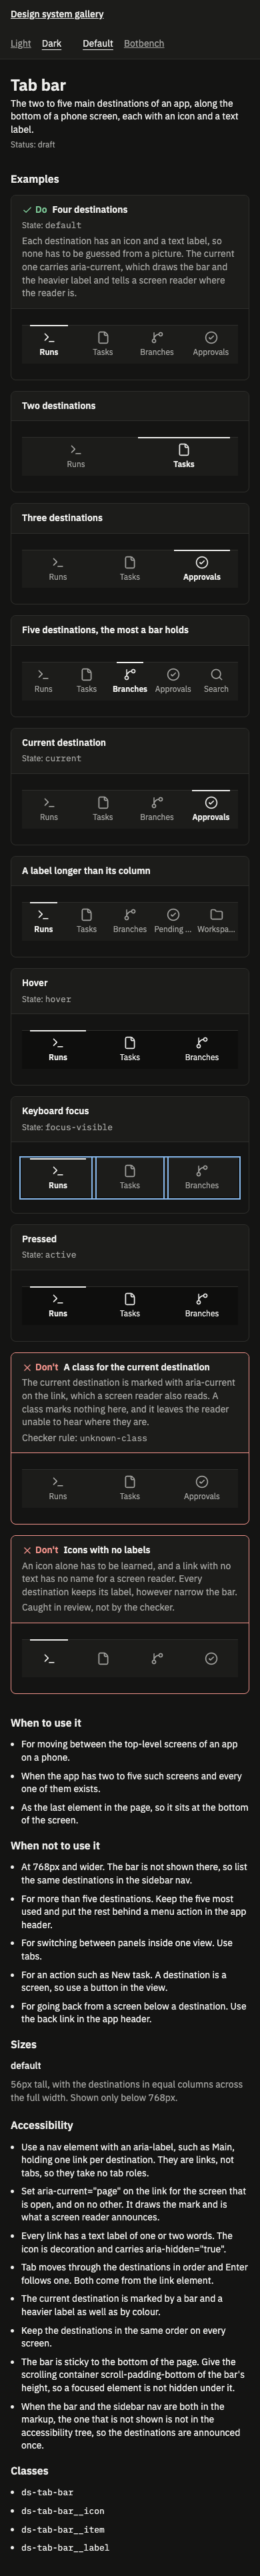 Design system gallery
Light Dark Default Botbench
Tab bar
The two to five main destinations of an app, along
the bottom of a phone screen, each with an icon and a text
label.
Status: draft
Examples
Do Four destinations
State: default
Each destination has an icon and a text label, so
none has to be guessed from a picture. The current
one carries aria-current, which draws the bar and
the heavier label and tells a screen reader where
the reader is.
Runs Tasks Branches Approvals
Two destinations
Runs Tasks
Three destinations
Runs Tasks Approvals
Five destinations, the most a bar holds
Runs Tasks Branches Approvals Search
Current destination
State: current
Runs Tasks Branches Approvals
A label longer than its column
Runs Tasks Branches Pending ... Workspa...
Hover
State: hover
Runs Tasks Branches
Keyboard focus
State: focus-visible
Runs Tasks Branches
Pressed
State: active
Runs Tasks Branches
Don't A class for the current destination
The current destination is marked with aria-current
on the link, which a screen reader also reads. A
class marks nothing here, and it leaves the reader
unable to hear where they are.
Checker rule: unknown-class
Runs Tasks Approvals
Don't Icons with no labels
An icon alone has to be learned, and a link with no
text has no name for a screen reader. Every
destination keeps its label, however narrow the bar.
Caught in review, not by the checker.
When to use it
• For moving between the top-level screens of an app
on a phone.
• When the app has two to five such screens and every
one of them exists.
• As the last element in the page, so it sits at the bottom
of the screen.
When not to use it
• At 768px and wider. The bar is not shown there, so list
the same destinations in the sidebar nav.
• For more than five destinations. Keep the five most
used and put the rest behind a menu action in the app
header.
• For switching between panels inside one view. Use
tabs.
• For an action such as New task. A destination is a
screen, so use a button in the view.
• For going back from a screen below a destination. Use
the back link in the app header.
Sizes
default
56px tall, with the destinations in equal columns across
the full width. Shown only below 768px.
Accessibility
• Use a nav element with an aria-label, such as Main,
holding one link per destination. They are links, not
tabs, so they take no tab roles.
• Set aria-current="page" on the link for the screen that
is open, and on no other. It draws the mark and is
what a screen reader announces.
• Every link has a text label of one or two words. The
icon is decoration and carries aria-hidden="true".
• Tab moves through the destinations in order and Enter
follows one. Both come from the link element.
• The current destination is marked by a bar and a
heavier label as well as by colour.
• Keep the destinations in the same order on every
screen.
• The bar is sticky to the bottom of the page. Give the
scrolling container scroll-padding-bottom of the bar's
height, so a focused element is not hidden under it.
• When the bar and the sidebar nav are both in the
markup, the one that is not shown is not in the
accessibility tree, so the destinations are announced
once.
Classes
• ds-tab-bar
• ds-tab-bar__icon
• ds-tab-bar__item
• ds-tab-bar__label